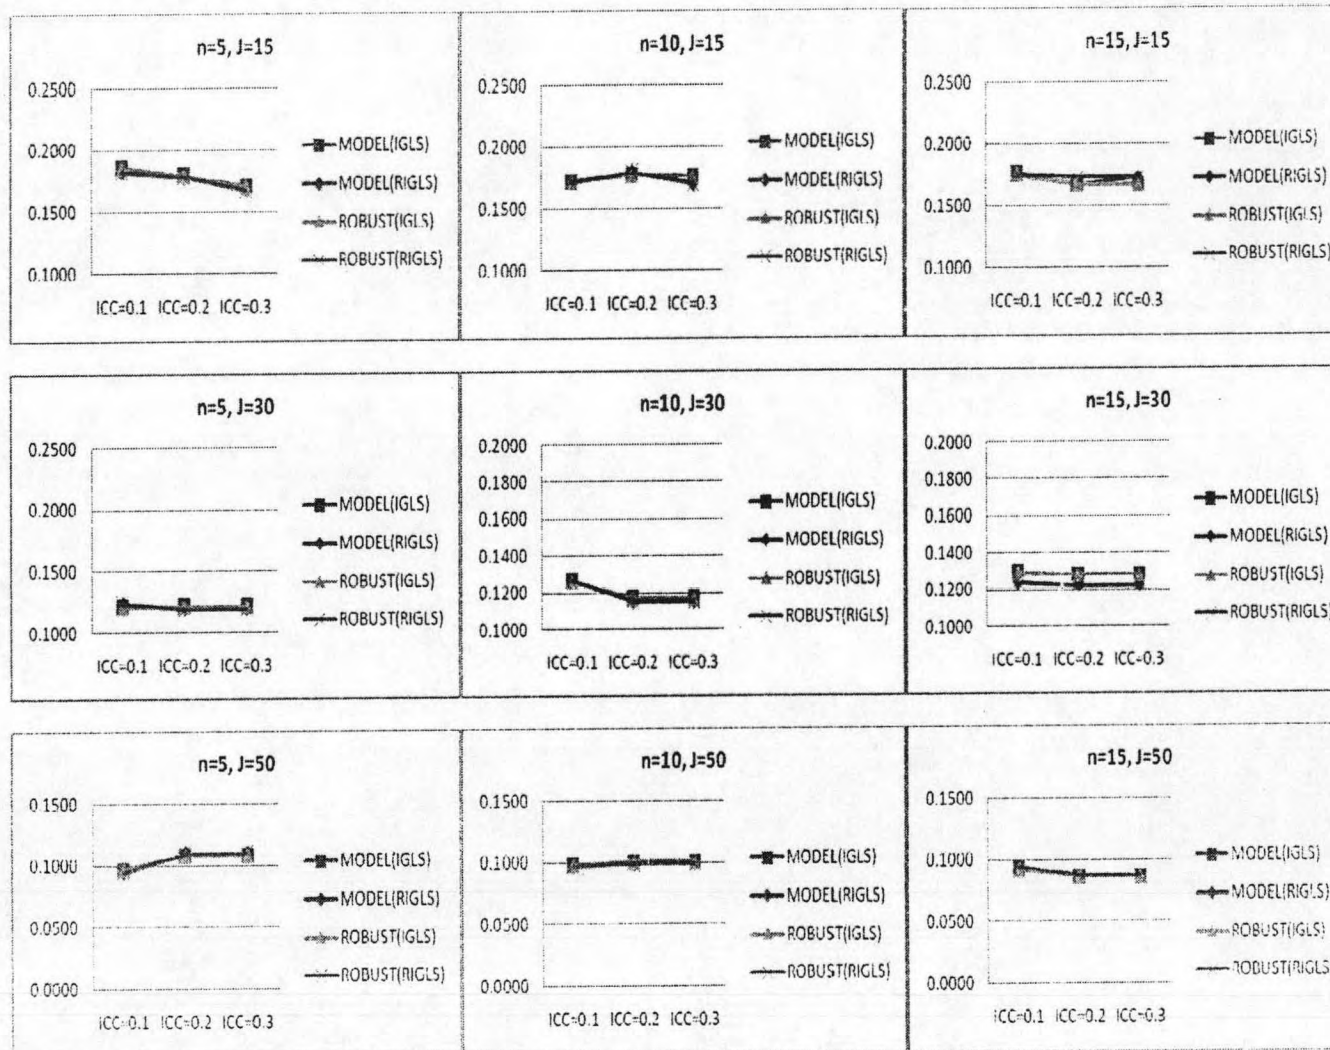 n=5, J=15
0.2500
0.2000
0.1500
0.1000
ICC=0.1 ICC=0.2 ICC=0.3
MODEL(IGLS)
MODEL(RIGLS)
ROBUST(IGLS)
ROBUST(RIGLS)
n=10, J=15
0.2500
0.2000
0.1500
0.1000
ICC=0.1 ICC=0.2 ICC=0.3
MODEL(IGLS)
MODEL(RIGLS)
ROBUST(IGLS)
ROBUST(RIGLS)
n=15, J=15
0.2500
0.2000
0.1500
0.1000
ICC=0.1 ICC=0.2 ICC=0.3
MODEL(IGLS)
MODEL(RIGLS)
ROBUST(IGLS)
ROBUST(RIGLS)
n=5, J=30
0.2500
0.2000
0.1500
0.1000
ICC=0.1 ICC=0.2 ICC=0.3
MODEL(IGLS)
MODEL(RIGLS)
ROBUST(IGLS)
ROBUST(RIGLS)
n=10, J=30
0.2000
0.1800
0.1600
0.1400
0.1200
0.1000
ICC=0.1 ICC=0.2 ICC=0.3
MODEL(IGLS)
MODEL(RIGLS)
ROBUST(IGLS)
ROBUST(RIGLS)
n=15, J=30
0.2000
0.1800
0.1600
0.1400
0.1200
0.1000
ICC=0.1 ICC=0.2 ICC=0.3
MODEL(IGLS)
MODEL(RIGLS)
ROBUST(IGLS)
ROBUST(RIGLS)
n=5, J=50
0.1500
0.1000
0.0500
0.0000
ICC=0.1 ICC=0.2 ICC=0.3
MODEL(IGLS)
MODEL(RIGLS)
ROBUST(IGLS)
ROBUST(RIGLS)
n=10, J=50
0.1500
0.1000
0.0500
0.0000
ICC=0.1 ICC=0.2 ICC=0.3
MODEL(IGLS)
MODEL(RIGLS)
ROBUST(IGLS)
ROBUST(RIGLS)
n=15, J=50
0.1500
0.1000
0.0500
0.0000
ICC=0.1 ICC=0.2 ICC=0.3
MODEL(IGLS)
MODEL(RIGLS)
ROBUST(IGLS)
ROBUST(RIGLS